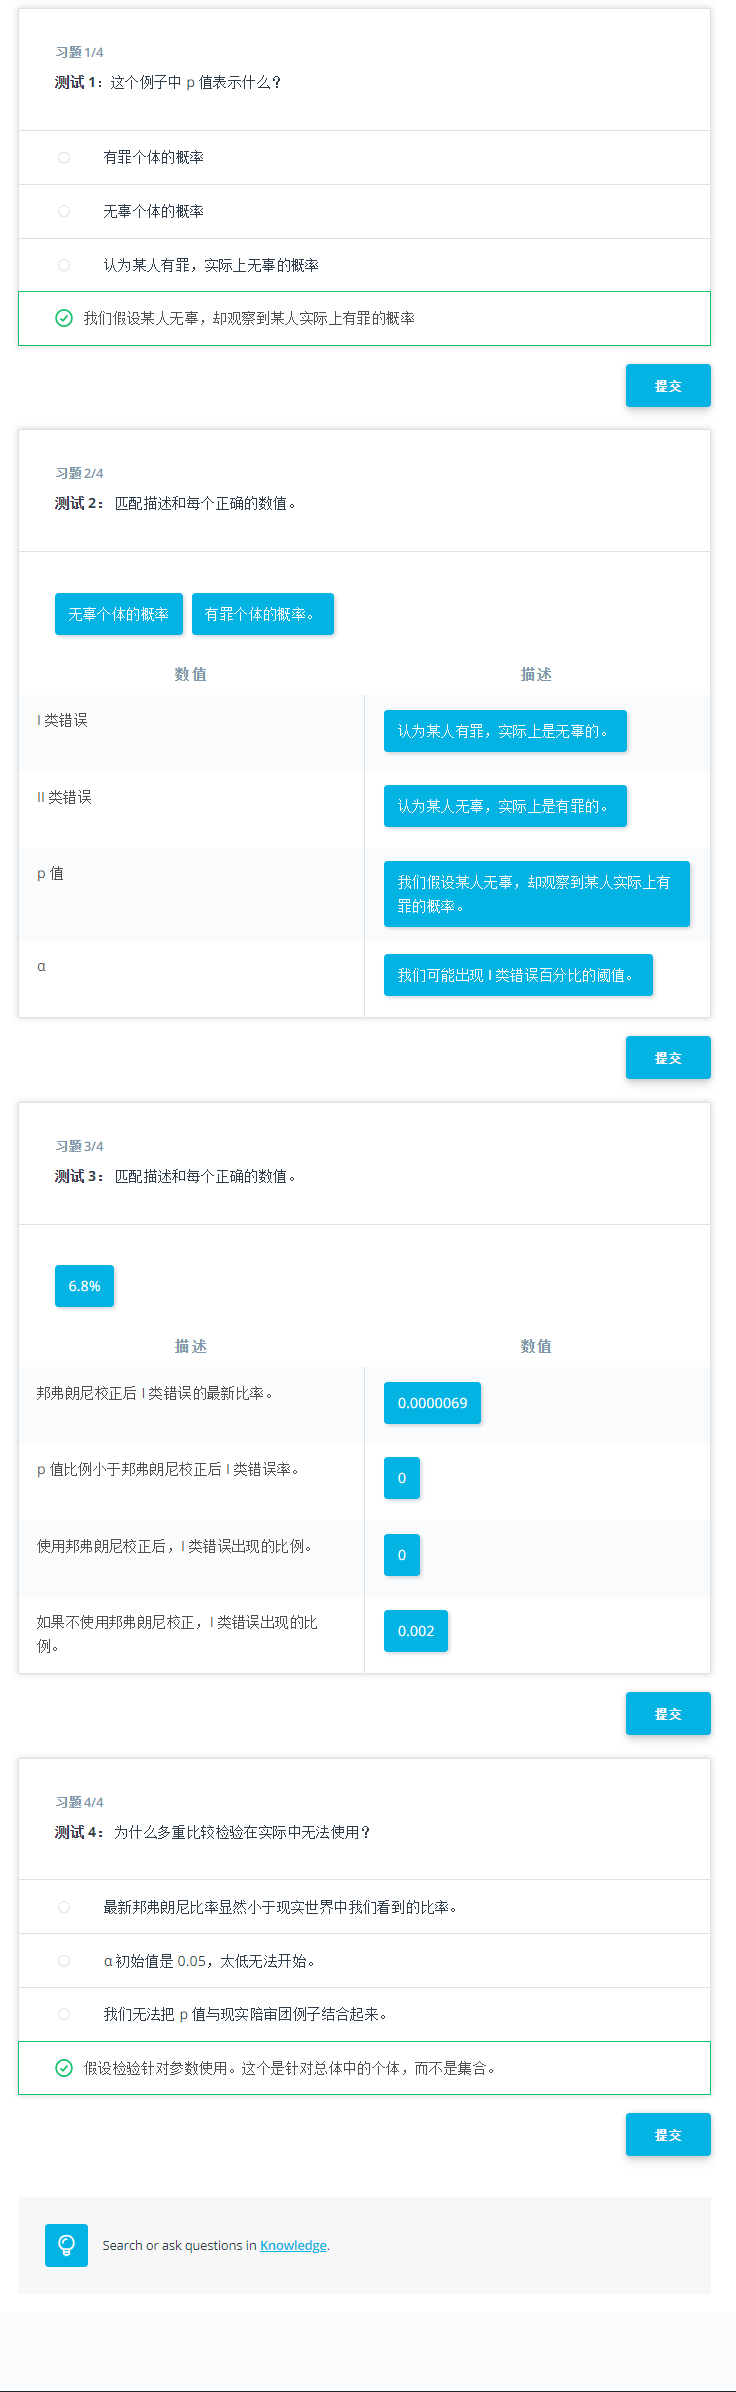 习题 1/4
测试 1：这个例子中 p 值表示什么？
有罪个体的概率
无辜个体的概率
认为某人有罪，实际上无辜的概率
我们假设某人无辜，却观察到某人实际上有罪的概率
提交
习题 2/4
测试 2： 匹配描述和每个正确的数值。
无辜个体的概率 有罪个体的概率。
数值 描述
I 类错误
认为某人有罪，实际上是无辜的。
II 类错误
认为某人无辜，实际上是有罪的。
p 值
我们假设某人无辜，却观察到某人实际上有
罪的概率。
α
我们可能出现 I 类错误百分比的阈值。
提交
习题 3/4
测试 3： 匹配描述和每个正确的数值。
6.8%
描述 数值
邦弗朗尼校正后 I 类错误的最新比率。
0.0000069
p 值比例小于邦弗朗尼校正后 I 类错误率。
0
使用邦弗朗尼校正后，I 类错误出现的比例。
0
如果不使用邦弗朗尼校正，I 类错误出现的比
例。
0.002
提交
习题 4/4
测试 4： 为什么多重比较检验在实际中无法使用？
最新邦弗朗尼比率显然小于现实世界中我们看到的比率。
α 初始值是 0.05，太低无法开始。
我们无法把 p 值与现实陪审团例子结合起来。
假设检验针对参数使用。这个是针对总体中的个体，而不是集合。
提交
Search or ask questions in Knowledge.